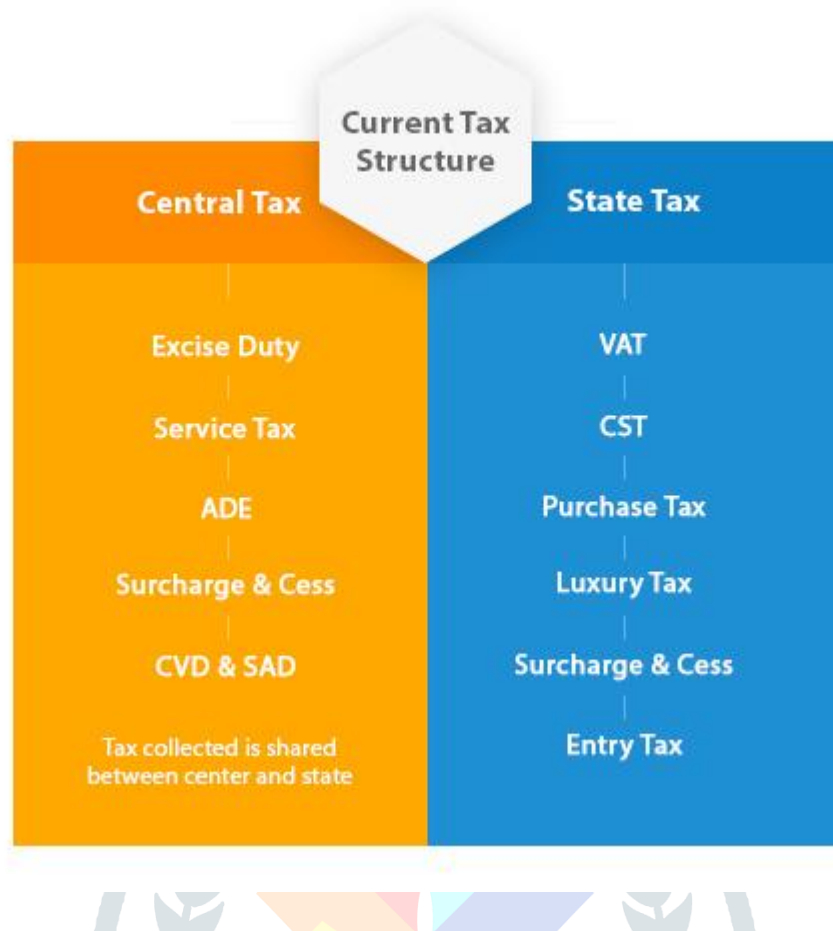 Current Tax
Structure
Central Tax
Excise Duty
Service Tax
ADE
Surcharge & Cess
CVD & SAD
Tax collected is shared
between center and state
State Tax
VAT
CST
Purchase Tax
Luxury Tax
Surcharge & Cess
Entry Tax